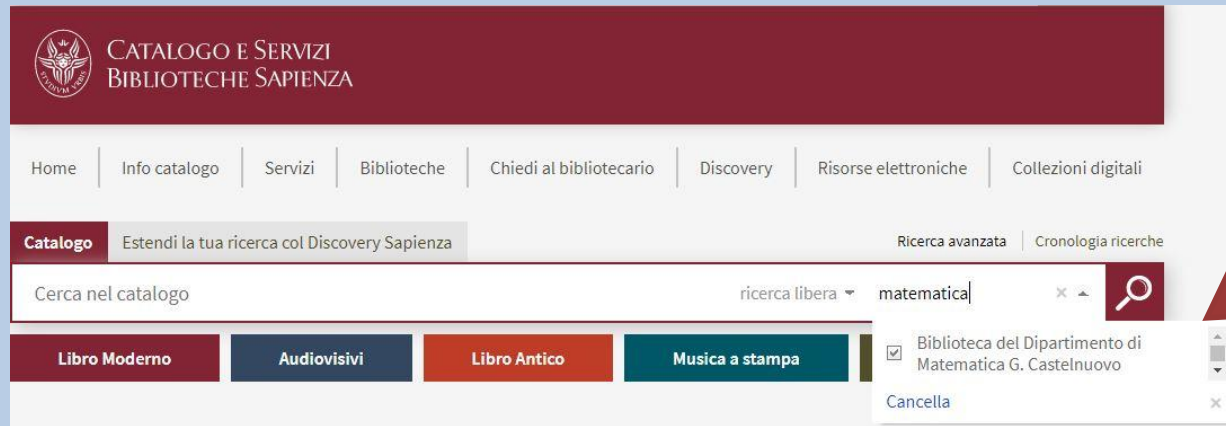 CATALOGO E SERVIZI
BIBLIOTECHE SAPIENZA
STUDIUM URBIS
Home Info catalogo Servizi Biblioteche Chiedi al bibliotecario Discovery Risorse elettroniche Collezioni digitali
Catalogo Estendi la tua ricerca col Discovery Sapienza Ricerca avanzata Cronologia ricerche
Cerca nel catalogo ricerca libera matematica
Libro Moderno Audiovisivi Libro Antico Musica a stampa
Biblioteca del Dipartimento di
Matematica G. Castelnuovo
Cancella